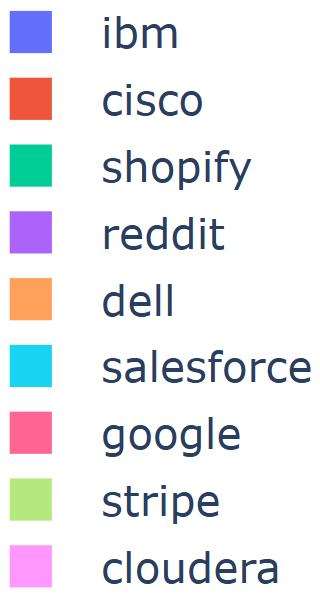 ibm
cisco
shopify
reddit
dell
salesforce
google
stripe
cloudera